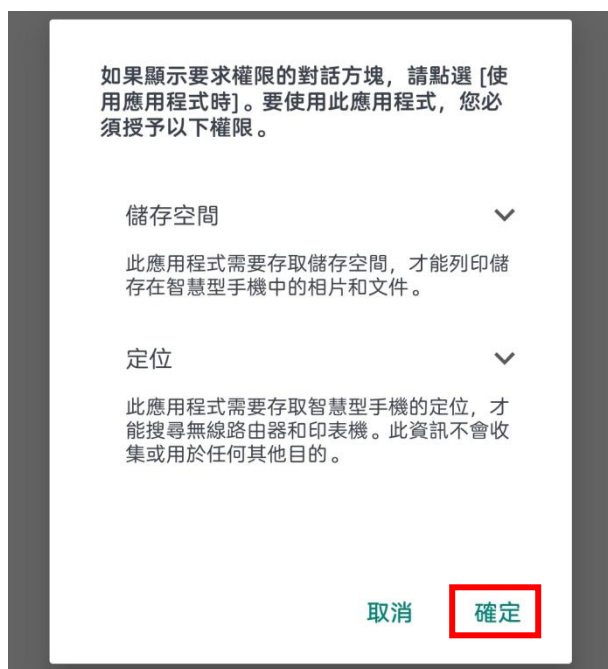 如果顯示要求權限的對話方塊，請點選 [使
用應用程式時]。要使用此應用程式，您必
須授予以下權限。
儲存空間
此應用程式需要存取儲存空間，才能列印儲
存在智慧型手機中的相片和文件。
定位
此應用程式需要存取智慧型手機的定位，才
能搜尋無線路由器和印表機。此資訊不會收
集或用於任何其他目的。
取消 確定